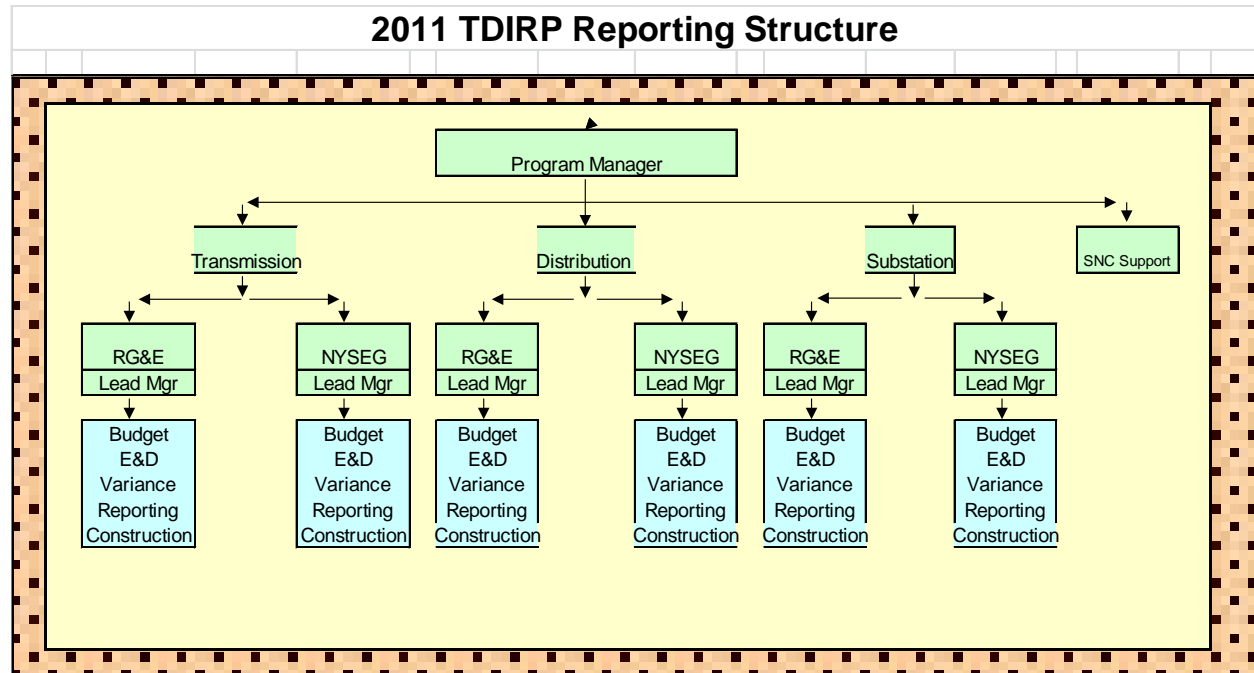 2011 TDIRP Reporting Structure
Program Manager
Transmission
Distribution
Substation
SNC Support
RG&E
Lead Mgr
NYSEG
Lead Mgr
RG&E
Lead Mgr
NYSEG
Lead Mgr
RG&E
Lead Mgr
NYSEG
Lead Mgr
Budget
E&D
Variance
Reporting
Construction
Budget
E&D
Variance
Reporting
Construction
Budget
E&D
Variance
Reporting
Construction
Budget
E&D
Variance
Reporting
Construction
Budget
E&D
Variance
Reporting
Construction
Budget
E&D
Variance
Reporting
Construction